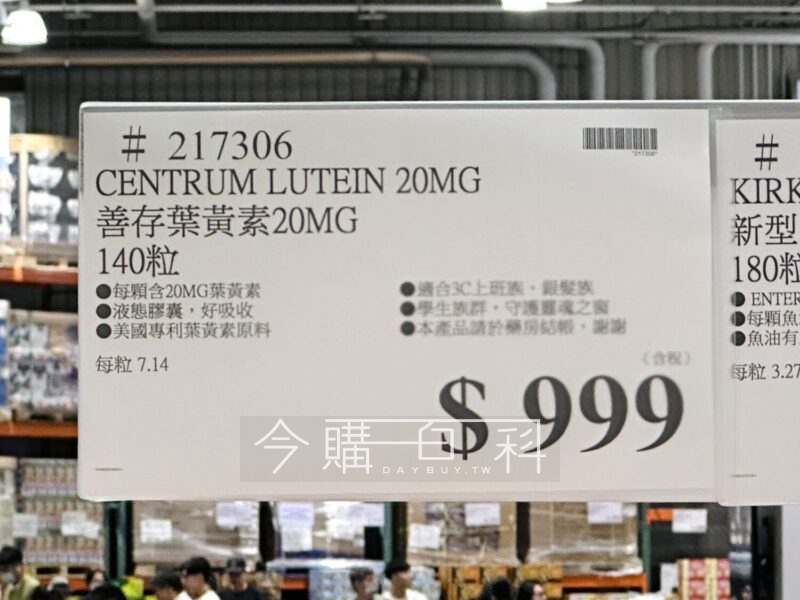 # 217306
*217306*
CENTRUM LUTEIN 20MG
善存葉黃素20MG
140粒
●每顆含20MG葉黃素
●液態膠囊，好吸收
●美國專利葉黃素原料
●適合3C上班族、銀髮族
●學生族群，守護靈魂之窗
●本產品請於藥房結帳，謝謝
每粒 7.14
(含稅)
$ 999
今購百科
DAYBUY.TW
#
KIRK
新型
180粒
● ENTER
●每顆魚
●魚油有
每粒 3.27